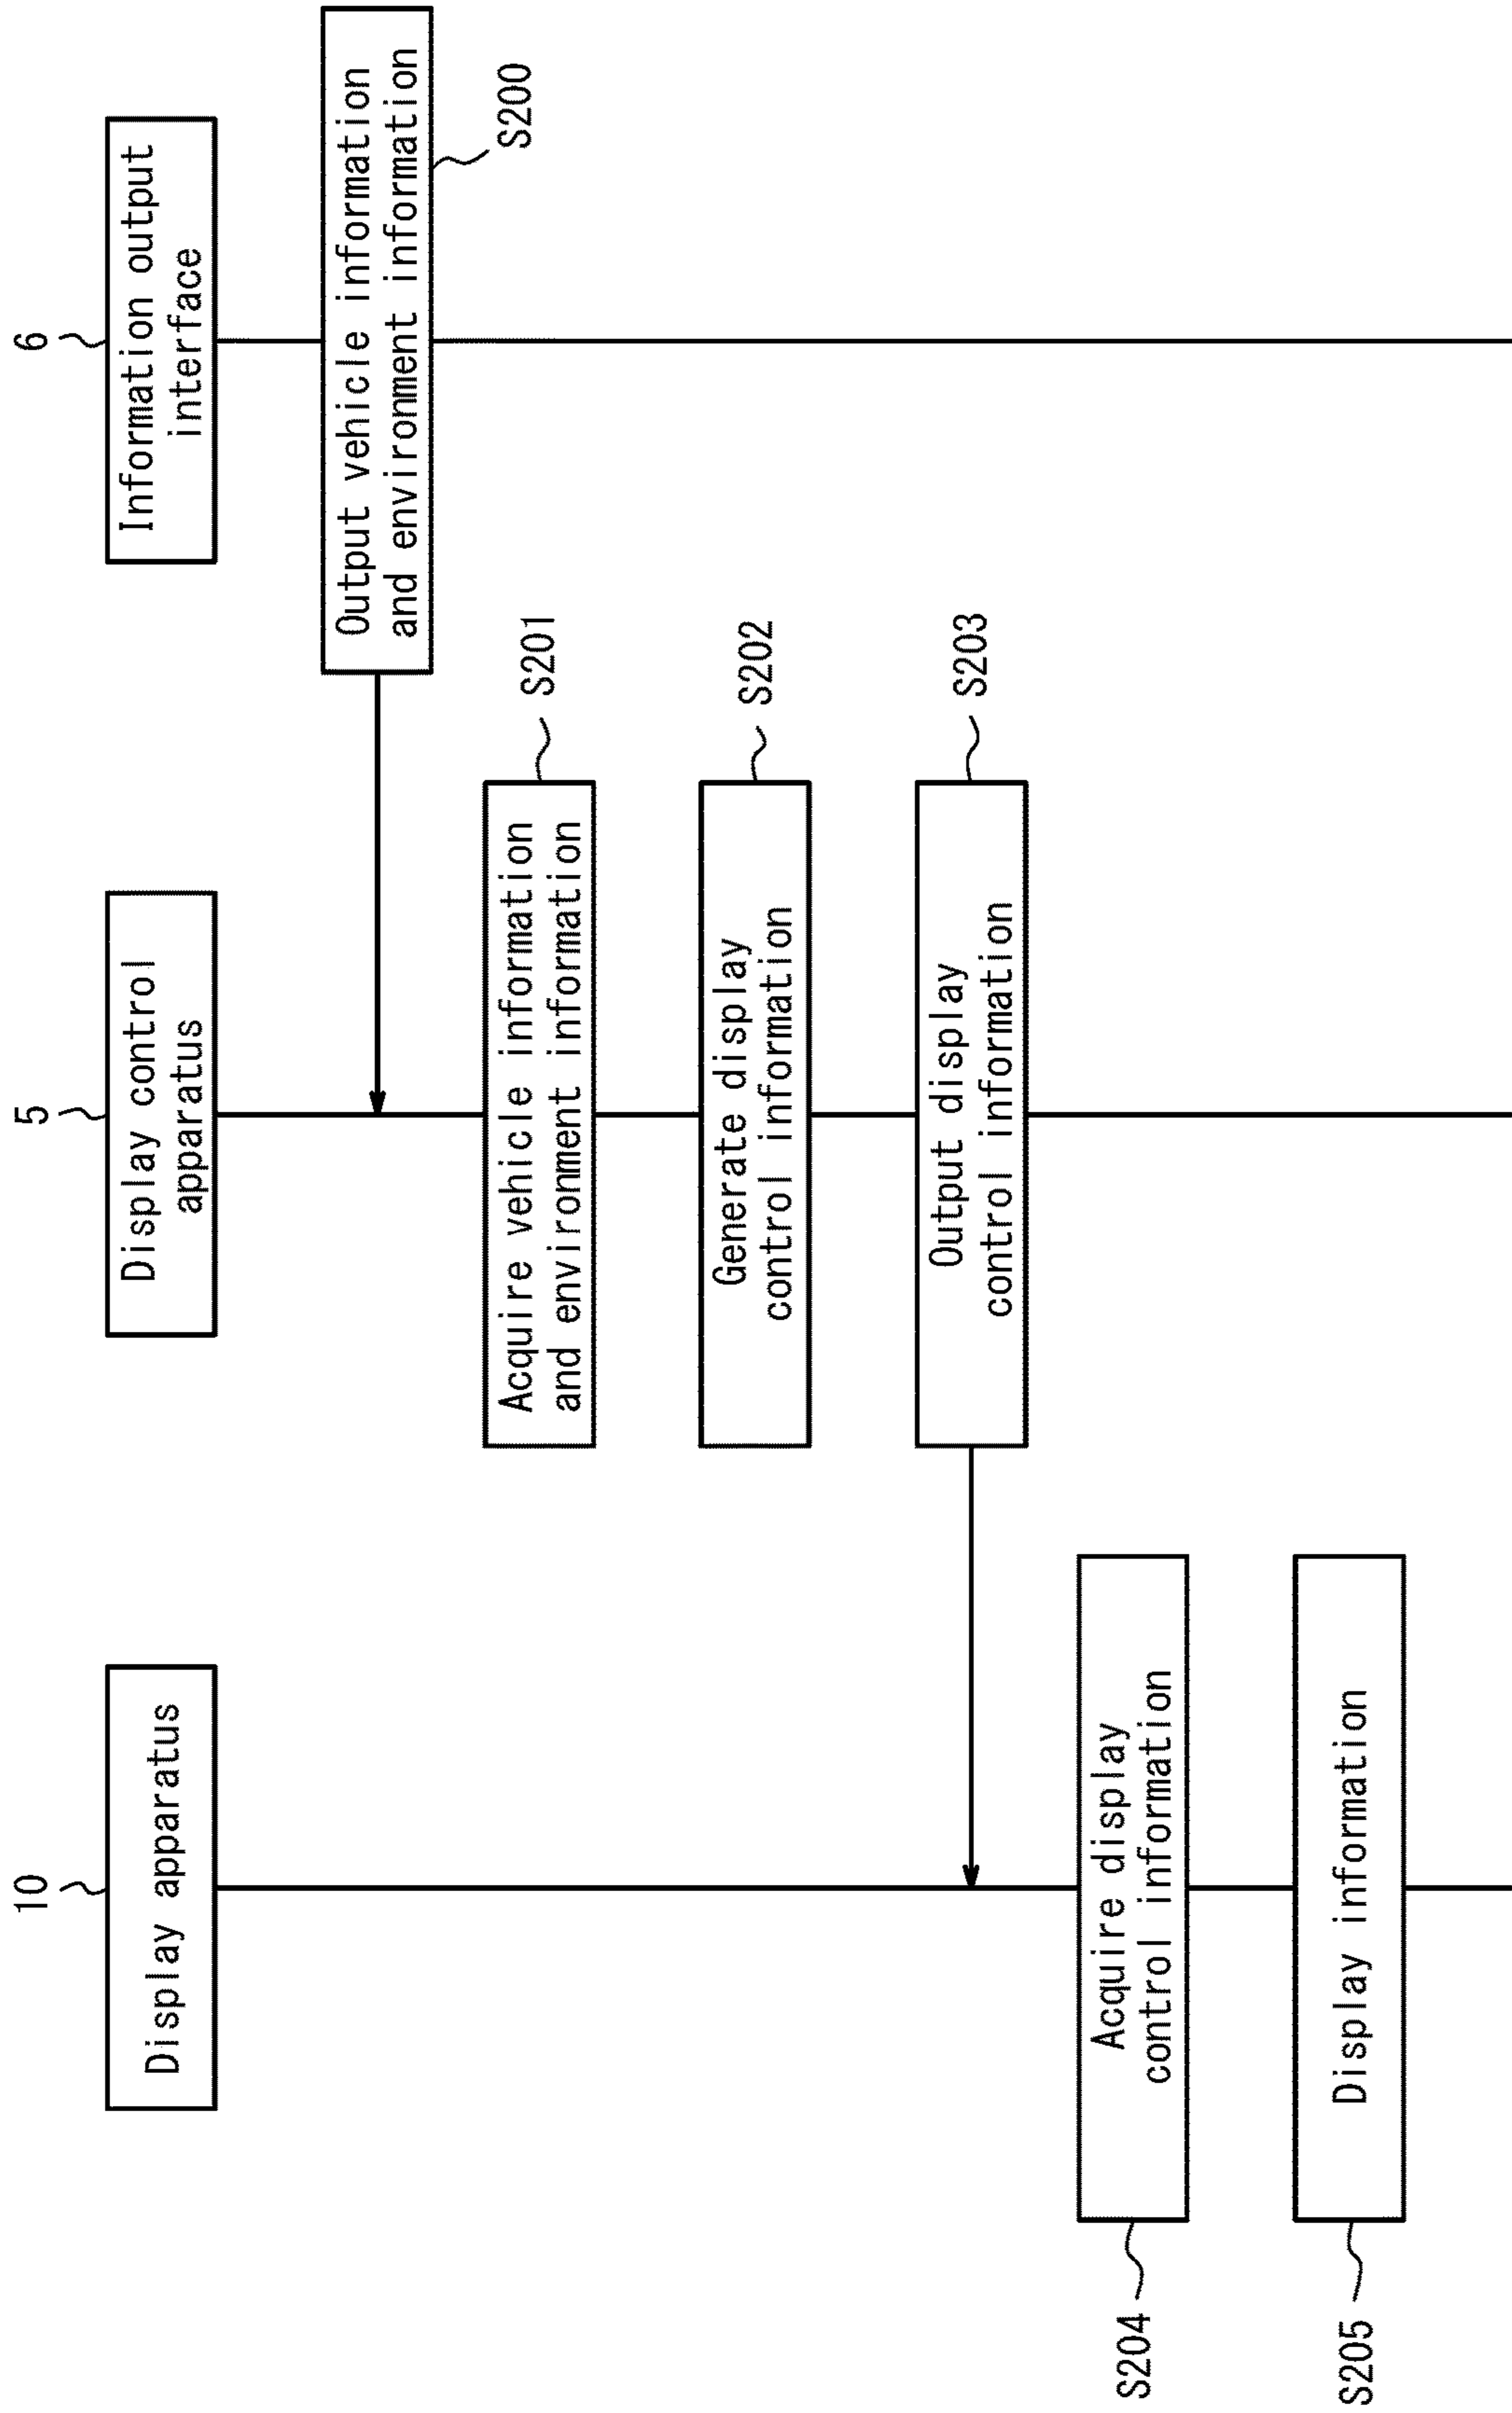 10
Display apparatus
5
Display control
apparatus
6
Information output
interface
Output vehicle information
and environment information
S200
Acquire vehicle information
and environment information
S201
Generate display
control information
S202
Output display
control information
S203
Acquire display
control information
S204
Display information
S205